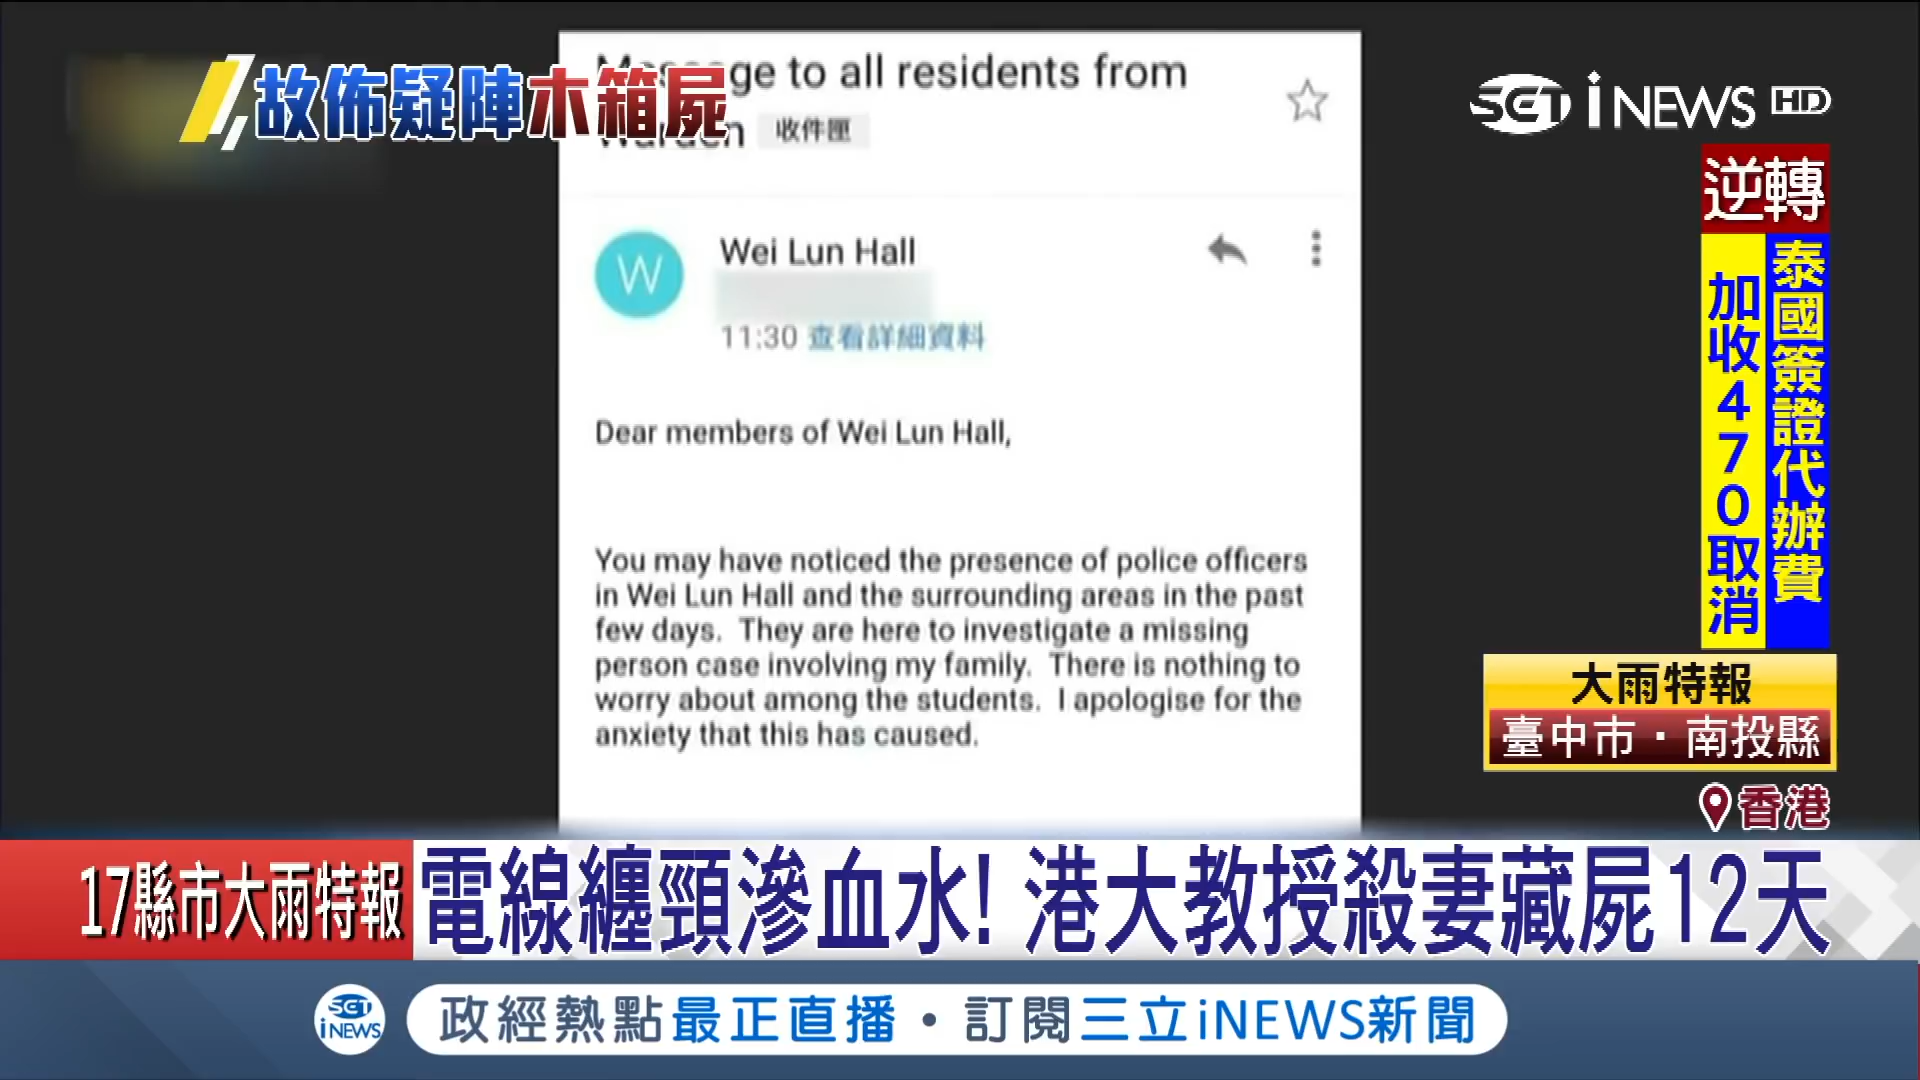 故佈疑陣木箱屍
Message to all residents from
Warden 收件匣
Wei Lun Hall
11:30 查看詳細資料
Dear members of Wei Lun Hall,
You may have noticed the presence of police officers
in Wei Lun Hall and the surrounding areas in the past
few days. They are here to investigate a missing
person case involving my family. There is nothing to
worry about among the students. I apologise for the
anxiety that this has caused.
W
SET iNEWS HD
逆轉
泰國簽證代辦費
加收470取消
大雨特報
臺中市・南投縣
香港
17縣市大雨特報
電線纏頸滲血水! 港大教授殺妻藏屍12天
SET iNEWS
政經熱點最正直播・訂閱三立iNEWS新聞